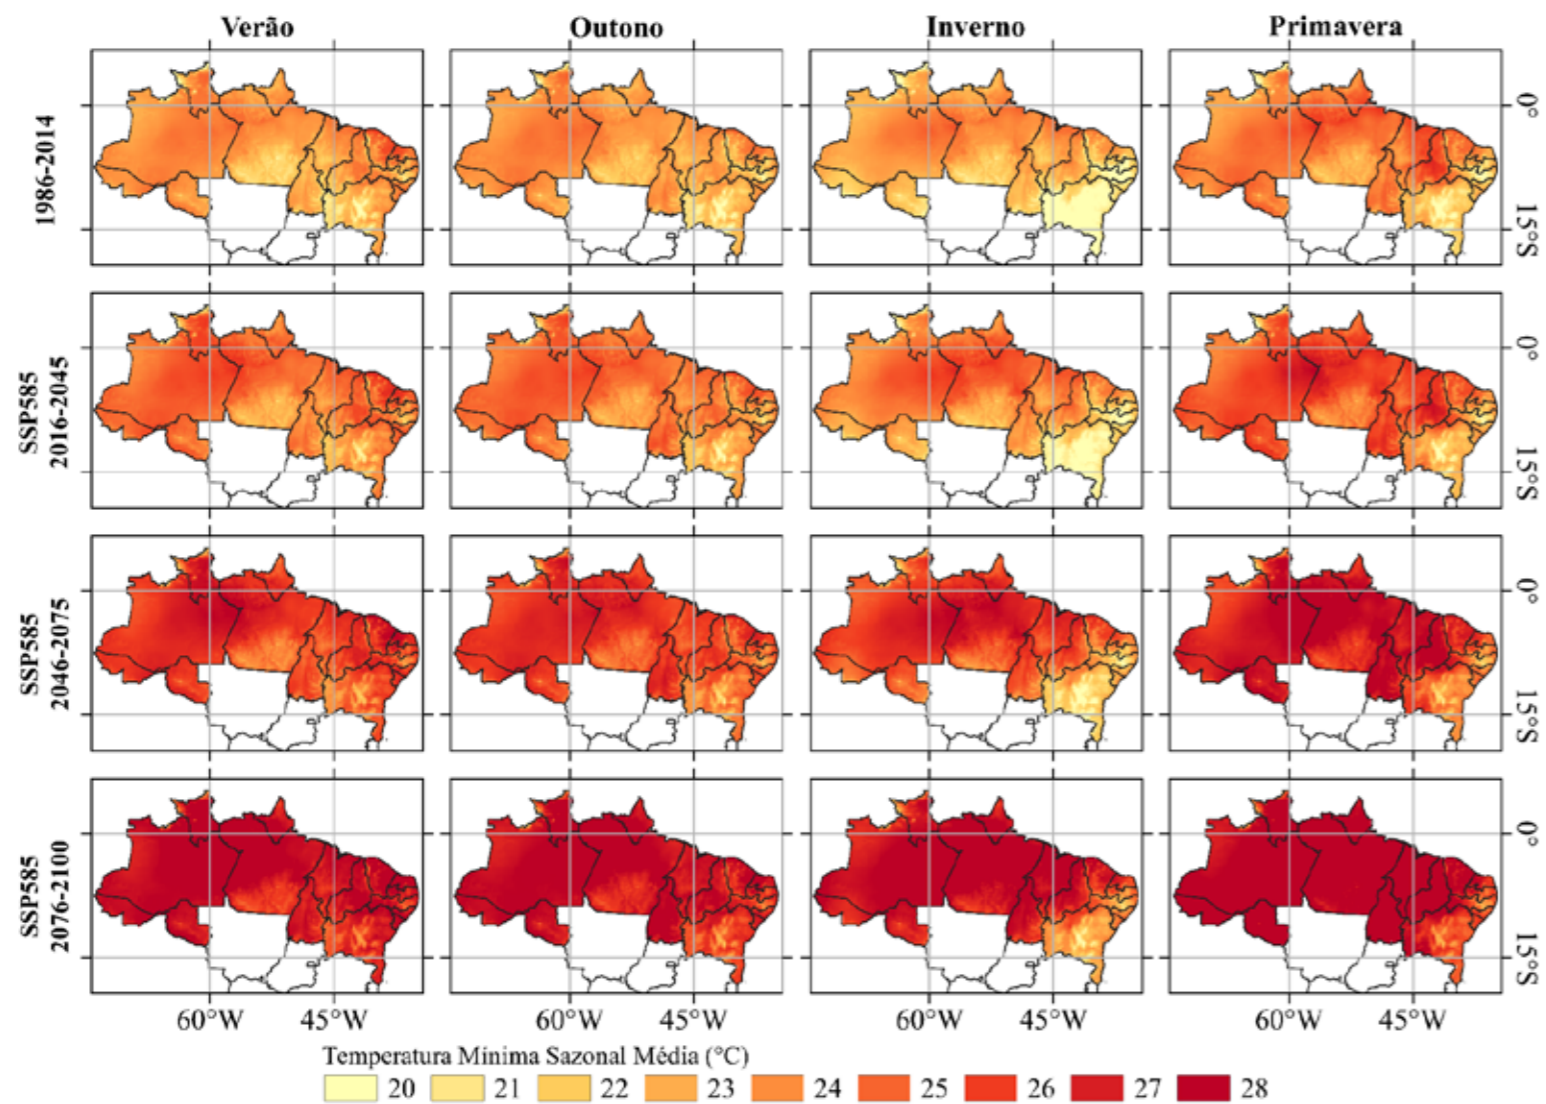 Verão Outono Inverno Primavera
1986-2014
0°
15°S
SSP585
2016-2045
0°
15°S
SSP585
2046-2075
0°
15°S
SSP585
2076-2100
0°
15°S
60°W 45°W 60°W 45°W 60°W 45°W 60°W 45°W
Temperatura Mínima Sazonal Média (°C)
20 21 22 23 24 25 26 27 28